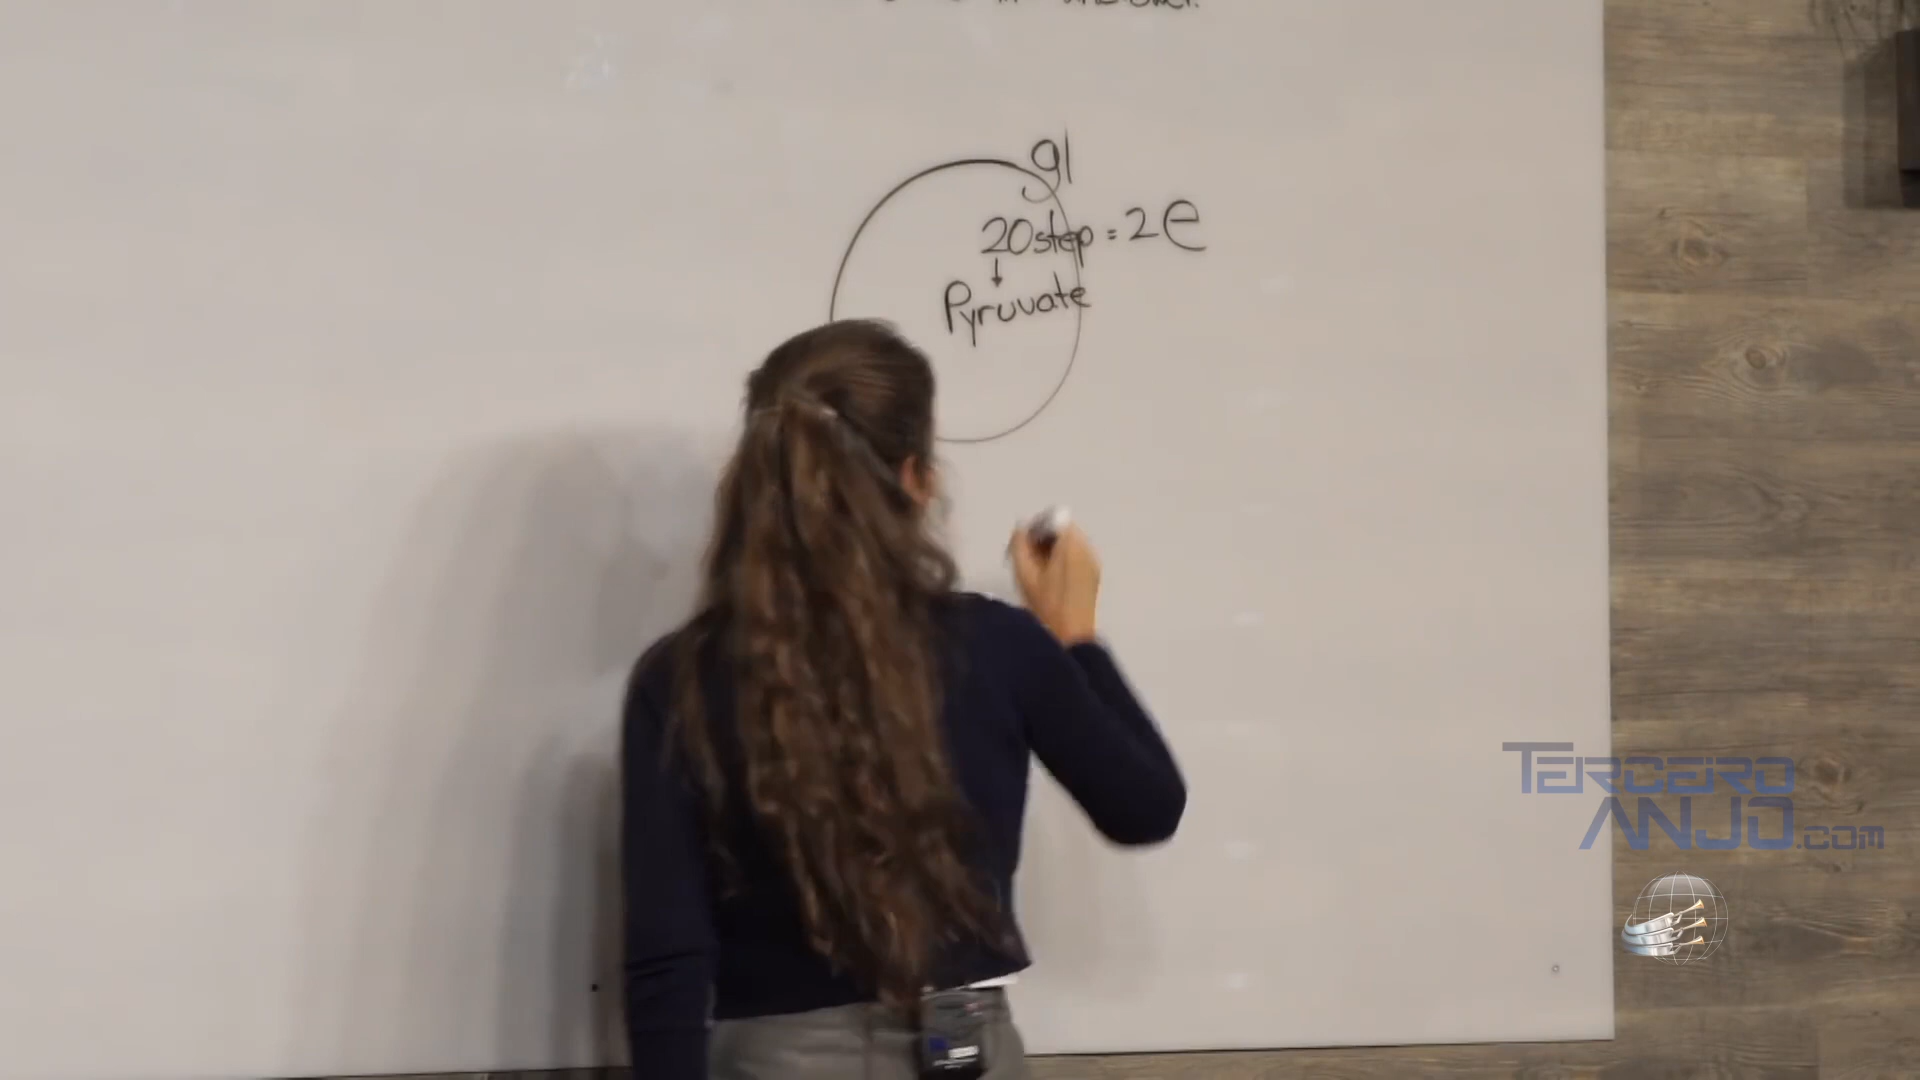 gl
20step = 2e
↓
Pyruvate
TERCEIRO
ANJO.COM